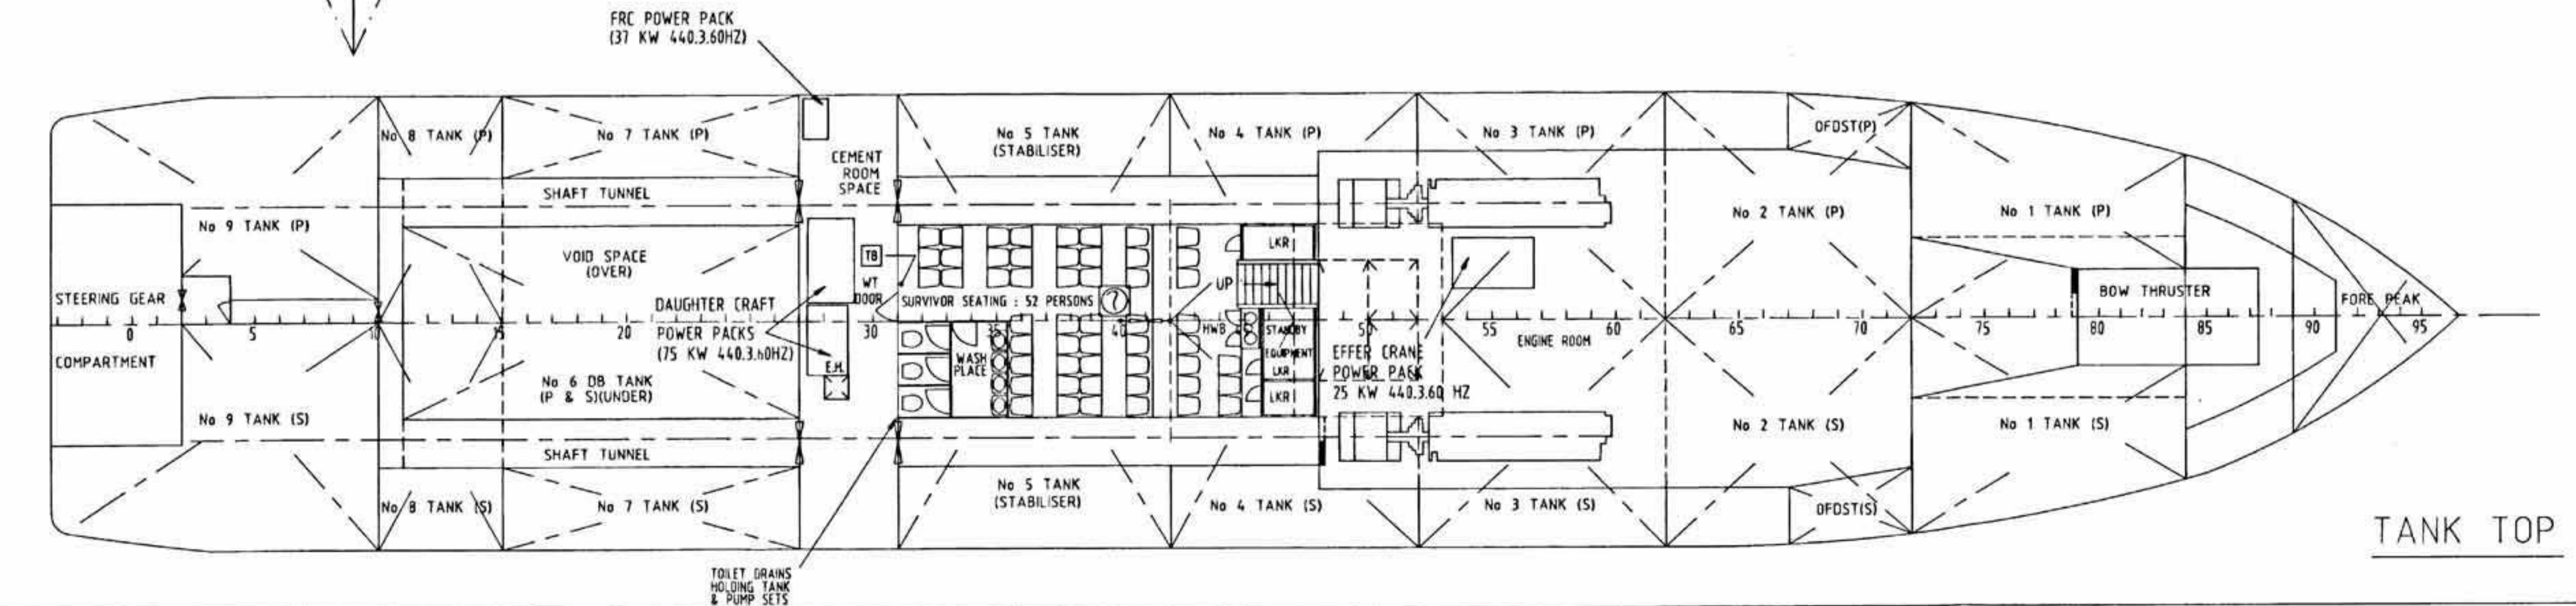 FRC POWER PACK
(37 KW 440.3.60HZ)
No 8 TANK (P)
No 7 TANK (P)
CEMENT
ROOM
SPACE
No 5 TANK
(STABILISER)
No 4 TANK (P)
No 3 TANK (P)
OFDST(P)
SHAFT TUNNEL
No 9 TANK (P)
No 2 TANK (P)
No 1 TANK (P)
VOID SPACE
(OVER)
TB
WT
DOOR
LKR
UP
STEERING GEAR
COMPARTMENT
DAUGHTER CRAFT
POWER PACKS
(75 KW 440.3.60HZ)
SURVIVOR SEATING : 52 PERSONS
BOW THRUSTER
FORE PEAK
0 5 10 15 20 30 35 40 50 55 60 65 70 75 80 85 90 95
HWB
STANDBY
EQUIPMENT
LKR
LKR
ENGINE ROOM
EFFER CRANE
POWER PACK
25 KW 440.3.60 HZ
WASH
PLACE
E.H.
No 6 DB TANK
(P & S)(UNDER)
No 9 TANK (S)
No 2 TANK (S)
No 1 TANK (S)
SHAFT TUNNEL
No 8 TANK (S)
No 7 TANK (S)
No 5 TANK
(STABILISER)
No 4 TANK (S)
No 3 TANK (S)
OFDST(S)
TANK TOP
TOILET DRAINS
HOLDING TANK
& PUMP SETS